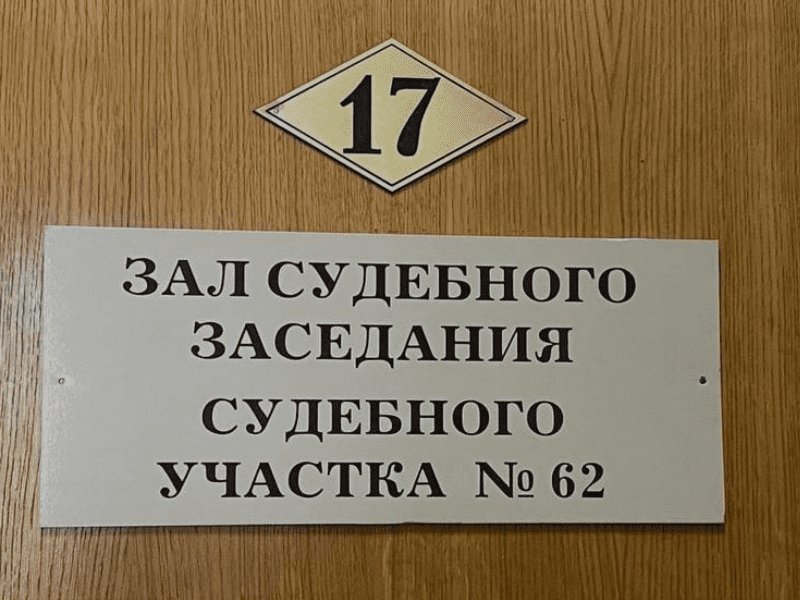 17
ЗАЛ СУДЕБНОГО
ЗАСЕДАНИЯ
СУДЕБНОГО
УЧАСТКА № 62